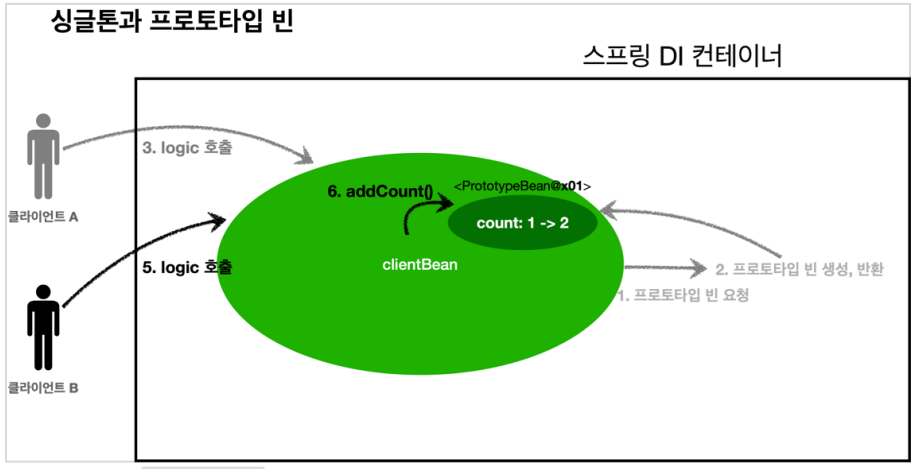 싱글톤과 프로토타입 빈
스프링 DI 컨테이너
3. logic 호출
클라이언트 A
6. addCount()
<PrototypeBean@x01>
count: 1 -> 2
clientBean
5. logic 호출
2. 프로토타입 빈 생성, 반환
1. 프로토타입 빈 요청
클라이언트 B